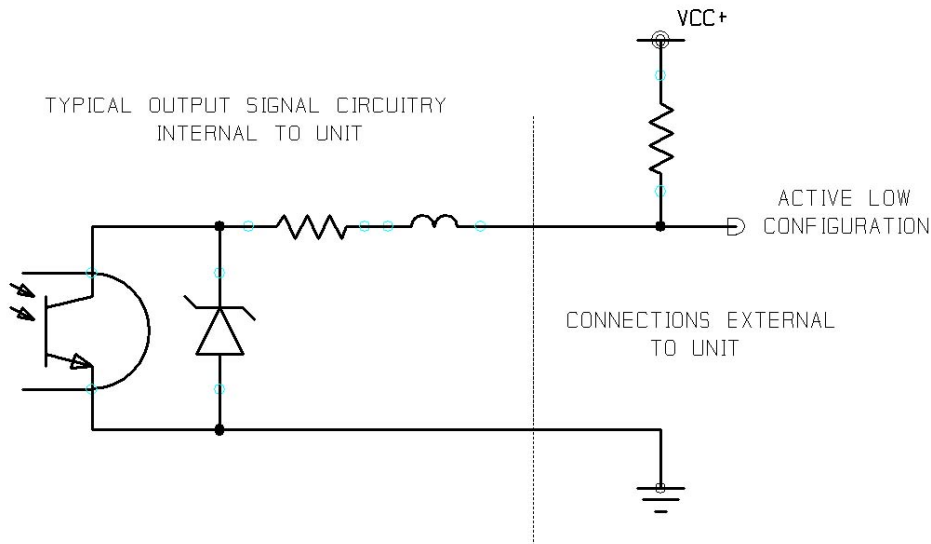 VCC+
TYPICAL OUTPUT SIGNAL CIRCUITRY
INTERNAL TO UNIT
ACTIVE LOW
CONFIGURATION
CONNECTIONS EXTERNAL
TO UNIT